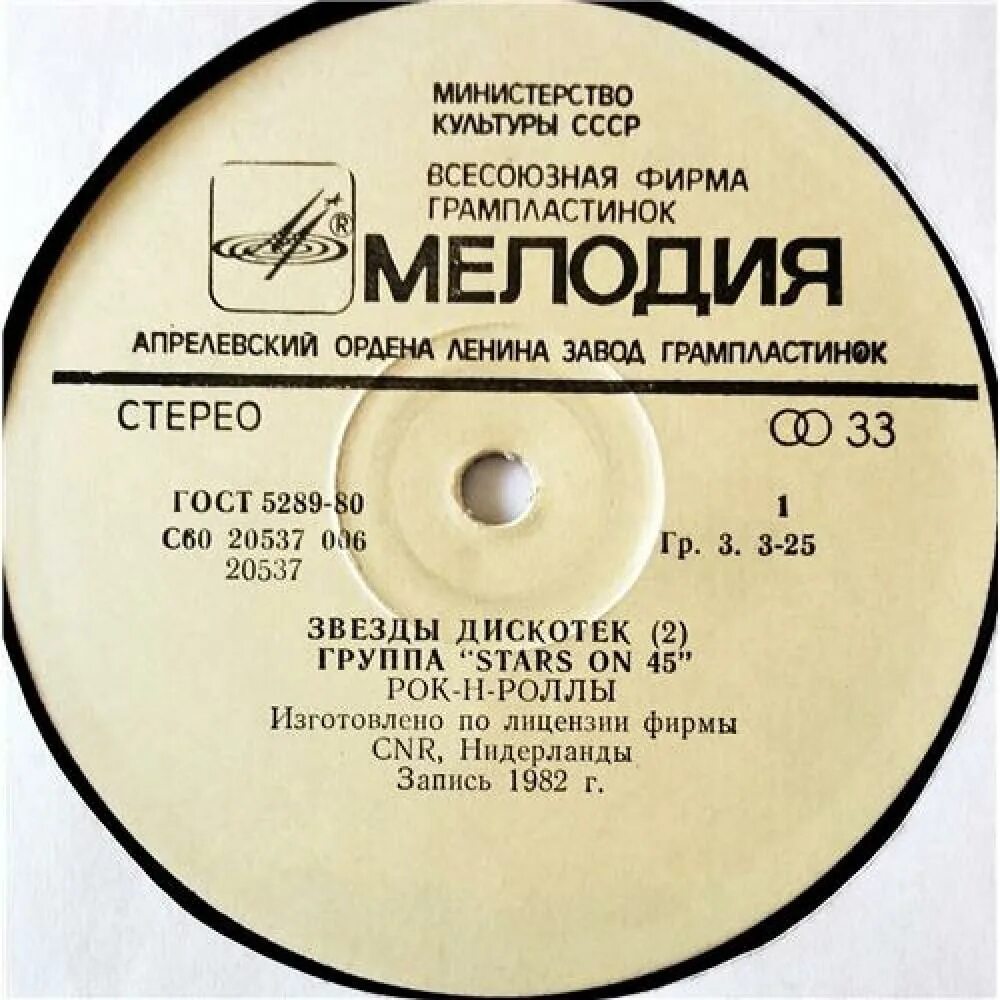 МИНИСТЕРСТВО
КУЛЬТУРЫ СССР
ВСЕСОЮЗНАЯ ФИРМА
ГРАМПЛАСТИНОК
® МЕЛОДИЯ
АПРЕЛЕВСКИЙ ОРДЕНА ЛЕНИНА ЗАВОД ГРАМПЛАСТИНОК
СТЕРЕО 33
ГОСТ 5289-80 1
С60 20537 006 Гр. 3. 3-25
20537
ЗВЕЗДЫ ДИСКОТЕК (2)
ГРУППА "STARS ON 45"
РОК-Н-РОЛЛЫ
Изготовлено по лицензии фирмы
CNR, Нидерланды
Запись 1982 г.